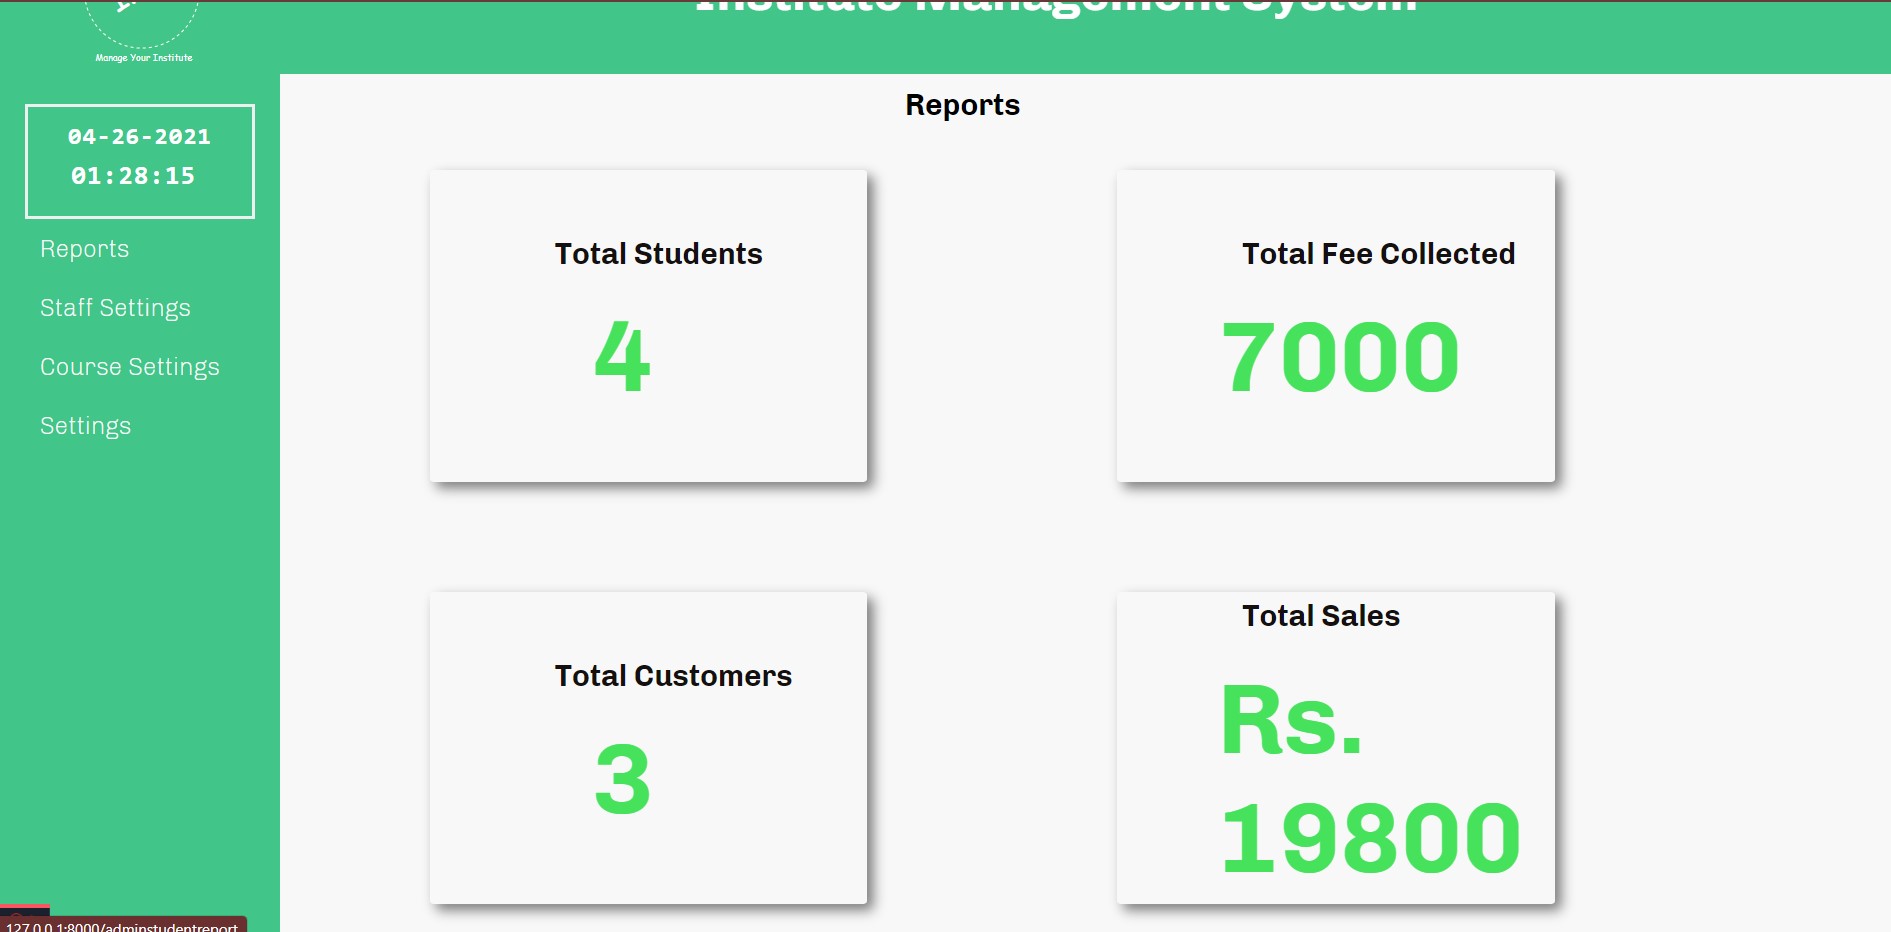 Institute Management System
Manage Your Institute
04-26-2021
01:28:15
Reports
Staff Settings
Course Settings
Settings
Reports
Total Students
4
Total Fee Collected
7000
Total Customers
3
Total Sales
Rs.
19800
127.0.0.1:8000/adminstudentreport